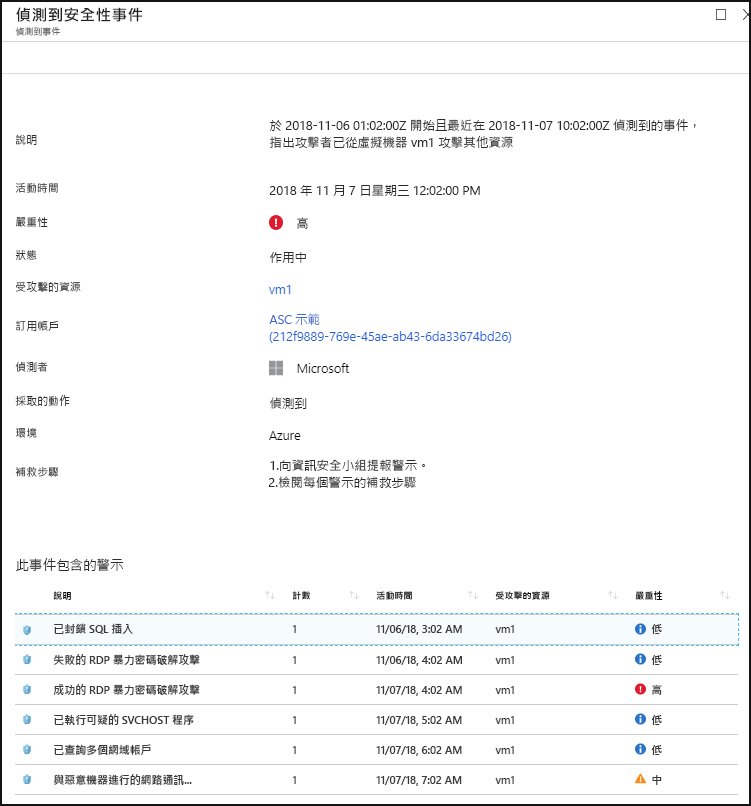 偵測到安全性事件
偵測到事件
說明
於 2018-11-06 01:02:00Z 開始且最近在 2018-11-07 10:02:00Z 偵測到的事件，
指出攻擊者已從虛擬機器 vm1 攻擊其他資源
活動時間
2018 年 11 月 7 日星期三 12:02:00 PM
嚴重性
高
狀態
作用中
受攻擊的資源
vm1
訂用帳戶
ASC 示範
(212f9889-769e-45ae-ab43-6da33674bd26)
偵測者
Microsoft
採取的動作
偵測到
環境
Azure
補救步驟
1.向資訊安全小組提報警示。
2.檢閱每個警示的補救步驟
此事件包含的警示
說明 計數 活動時間 受攻擊的資源 嚴重性
已封鎖 SQL 插入 1 11/06/18, 3:02 AM vm1 低
失敗的 RDP 暴力密碼破解攻擊 1 11/06/18, 4:02 AM vm1 低
成功的 RDP 暴力密碼破解攻擊 1 11/07/18, 4:02 AM vm1 高
已執行可疑的 SVCHOST 程序 1 11/07/18, 5:02 AM vm1 低
已查詢多個網域帳戶 1 11/07/18, 6:02 AM vm1 低
與惡意機器進行的網路通訊... 1 11/07/18, 7:02 AM vm1 中